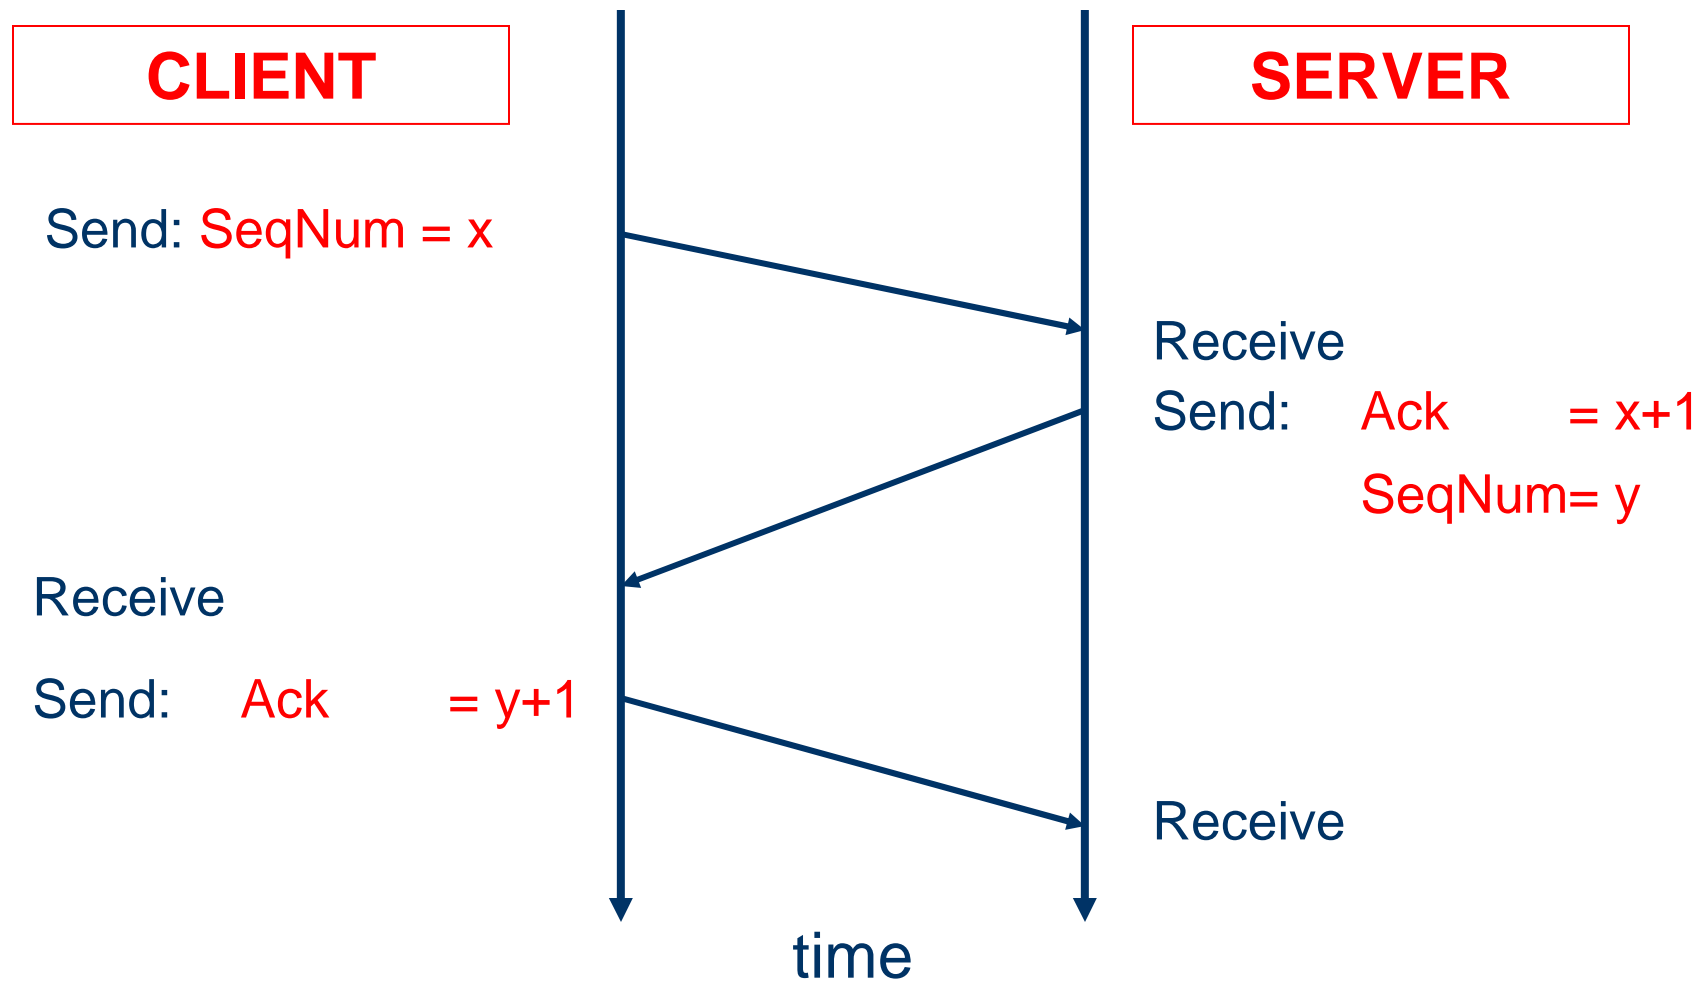 CLIENT
SERVER
Send: SeqNum = x
Receive
Send: Ack = x+1
SeqNum= y
Receive
Send: Ack = y+1
Receive
time